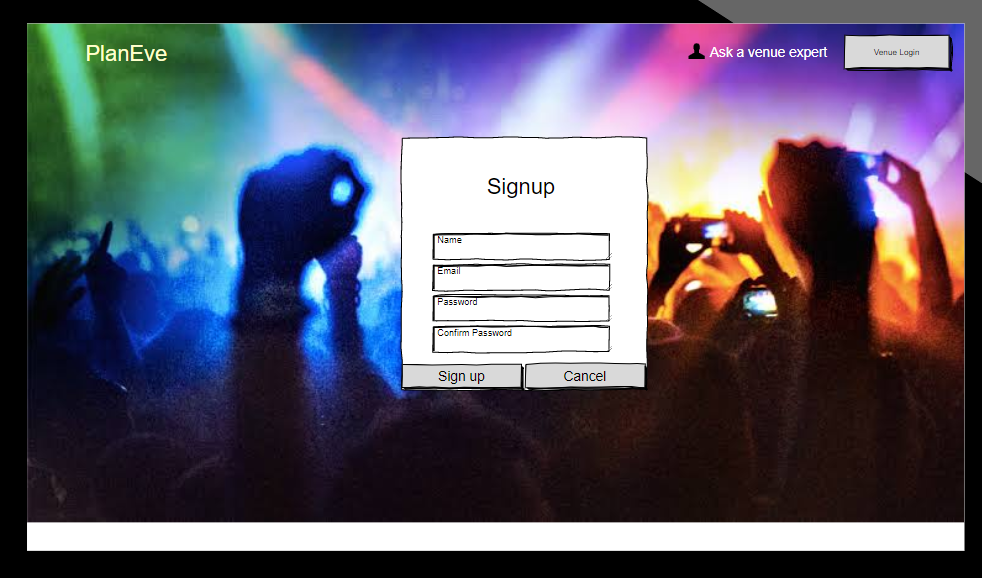 PlanEve
Ask a venue expert
Venue Login
Signup
Name
Email
Password
Confirm Password
Sign up
Cancel